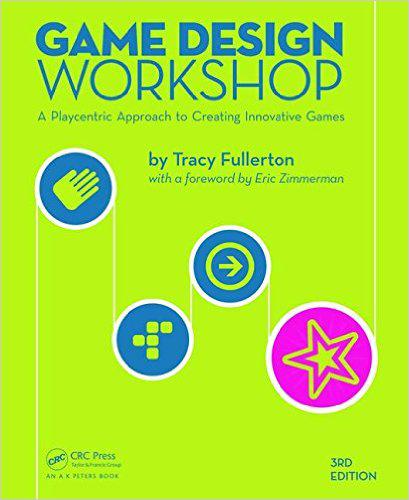 GAME DESIGN
WORKSHOP
A Playcentric Approach to Creating Innovative Games
by Tracy Fullerton
with a foreword by Eric Zimmerman
3RD
EDITION
CRC
CRC Press
Taylor & Francis Group
AN A K PETERS BOOK